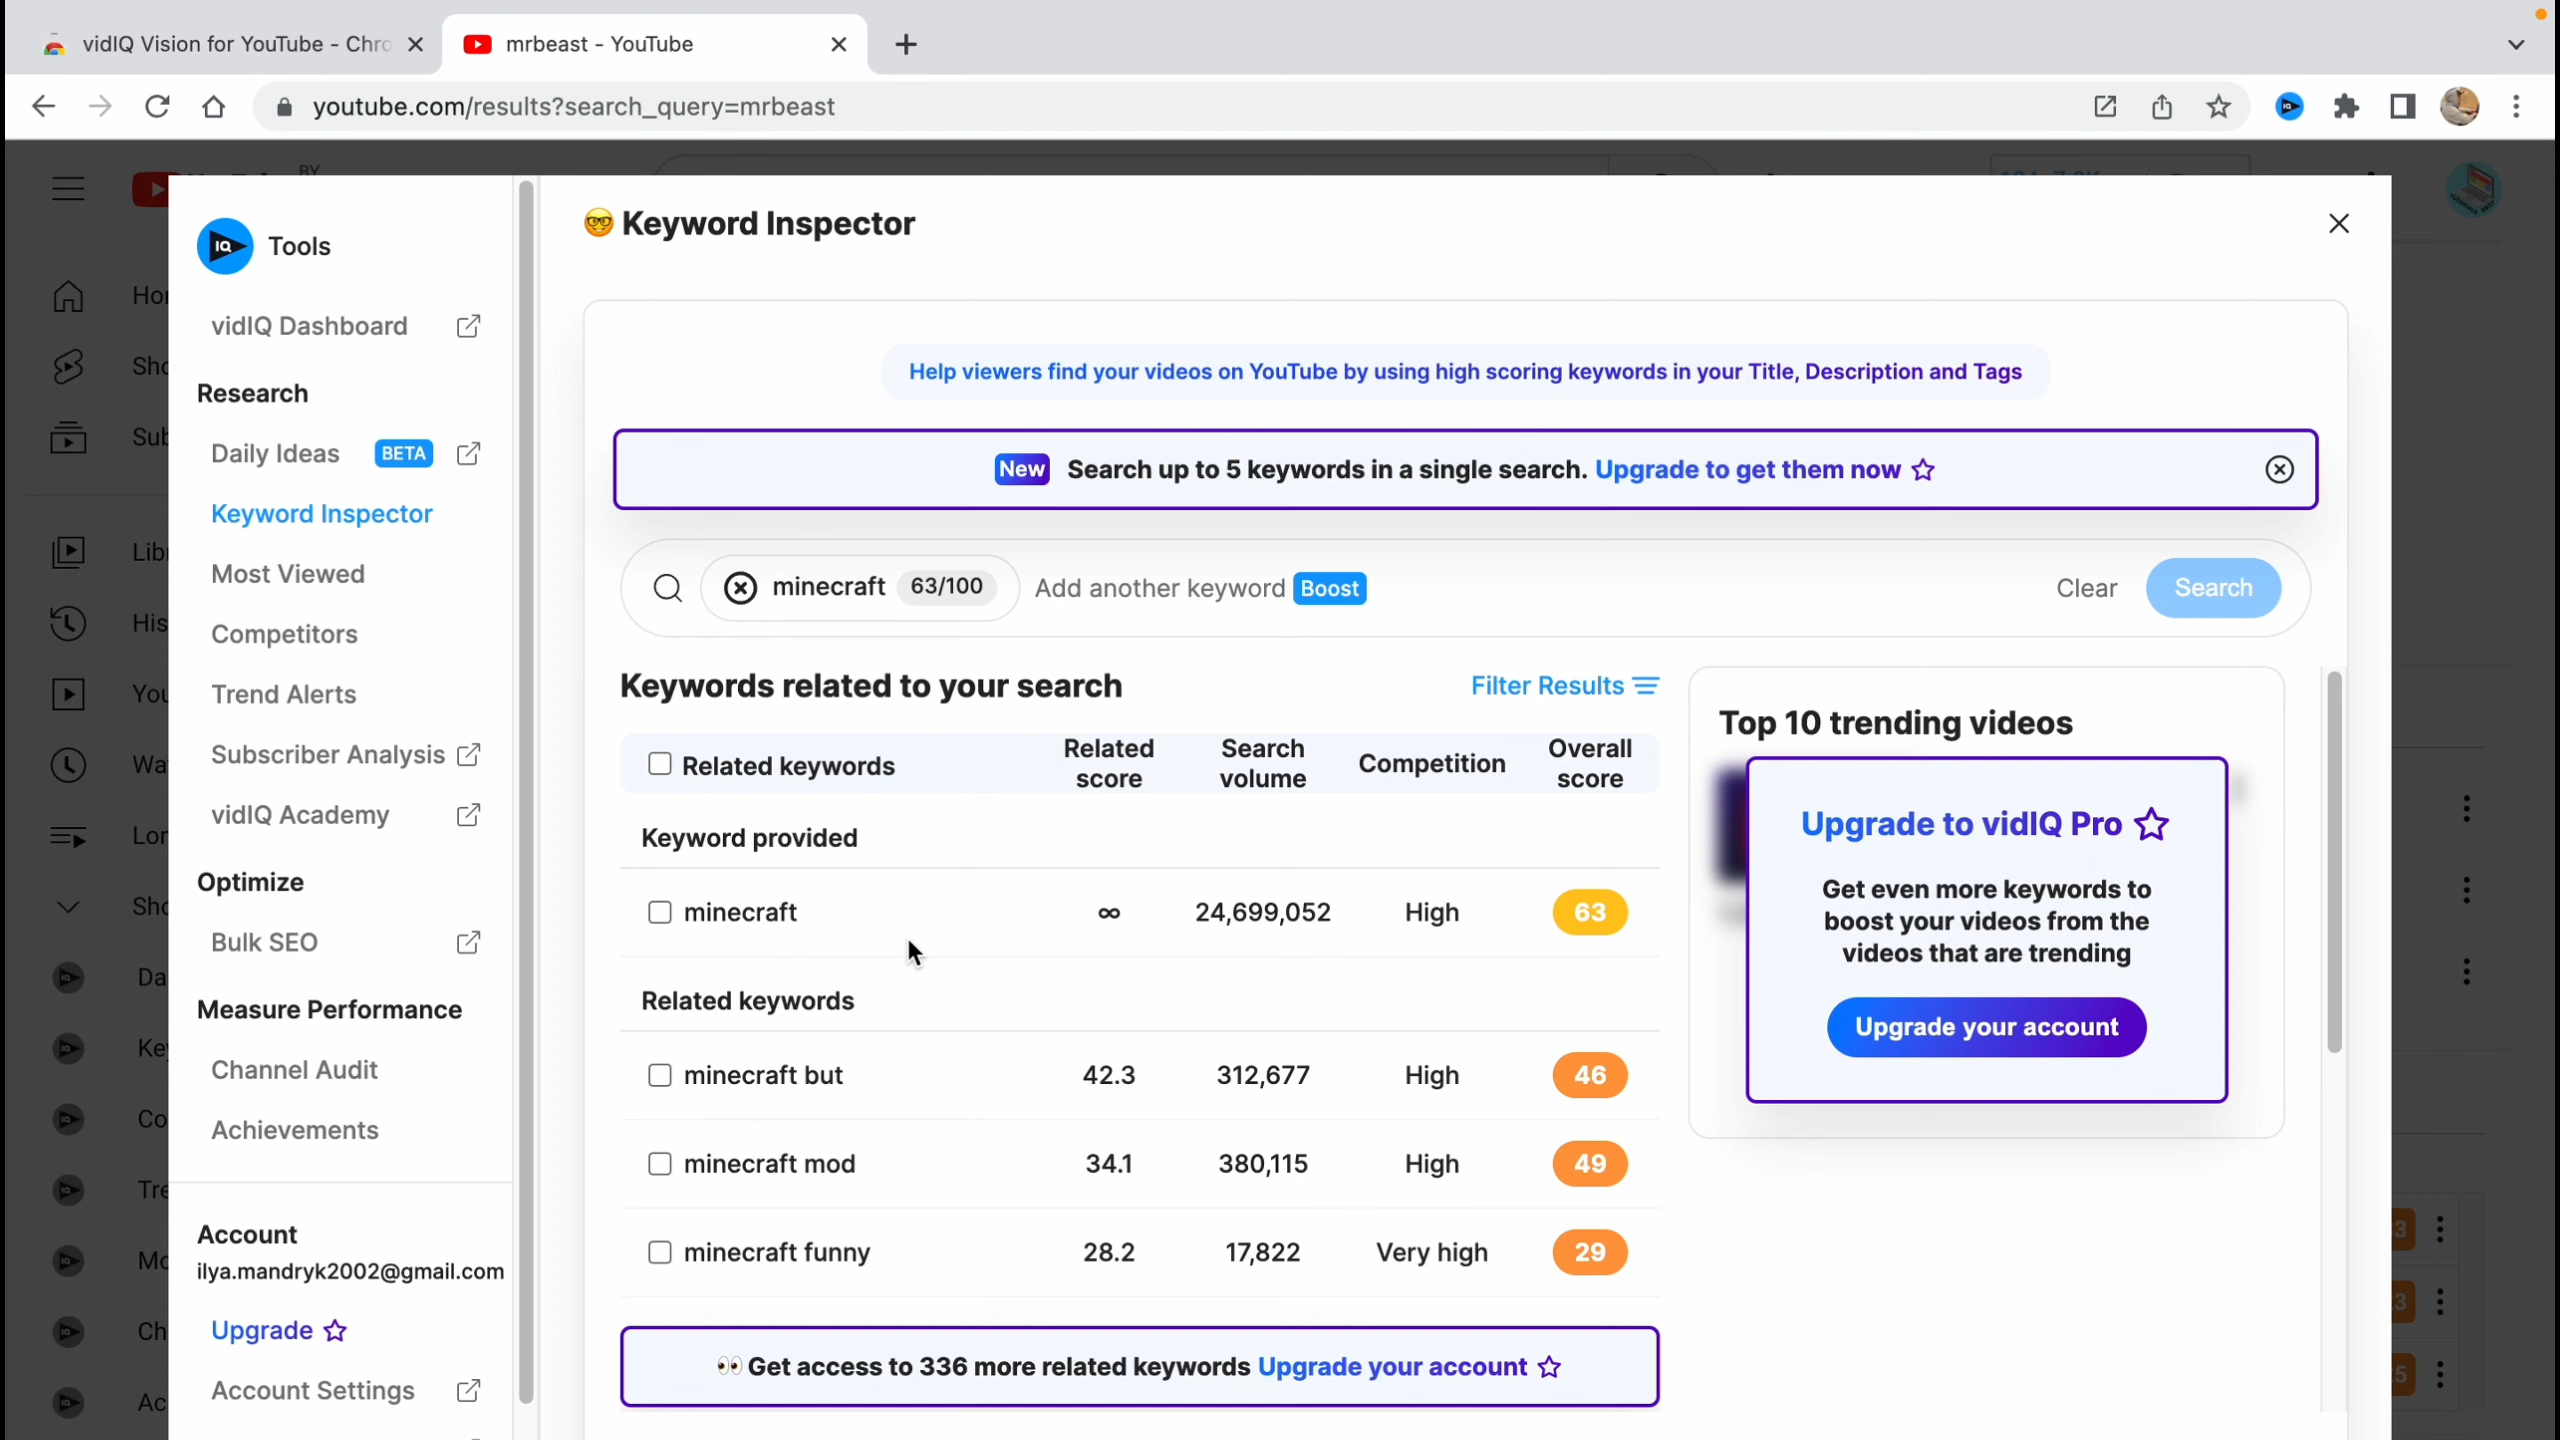 vidIQ Vision for YouTube - Chro
mrbeast - YouTube
youtube.com/results?search_query=mrbeast
BY
IQ
Tools
vidIQ Dashboard
Research
Daily Ideas BETA
Keyword Inspector
Most Viewed
Competitors
Trend Alerts
Subscriber Analysis
vidIQ Academy
Optimize
Bulk SEO
Measure Performance
Channel Audit
Achievements
Account
ilya.mandryk2002@gmail.com
Upgrade
Account Settings
Keyword Inspector
Help viewers find your videos on YouTube by using high scoring keywords in your Title, Description and Tags
New Search up to 5 keywords in a single search. Upgrade to get them now
minecraft 63/100 Add another keyword Boost Clear Search
Keywords related to your search Filter Results
Related keywords Related score Search volume Competition Overall score
Keyword provided
minecraft ∞ 24,699,052 High 63
Related keywords
minecraft but 42.3 312,677 High 46
minecraft mod 34.1 380,115 High 49
minecraft funny 28.2 17,822 Very high 29
Get access to 336 more related keywords Upgrade your account
Top 10 trending videos
Upgrade to vidIQ Pro
Get even more keywords to
boost your videos from the
videos that are trending
Upgrade your account